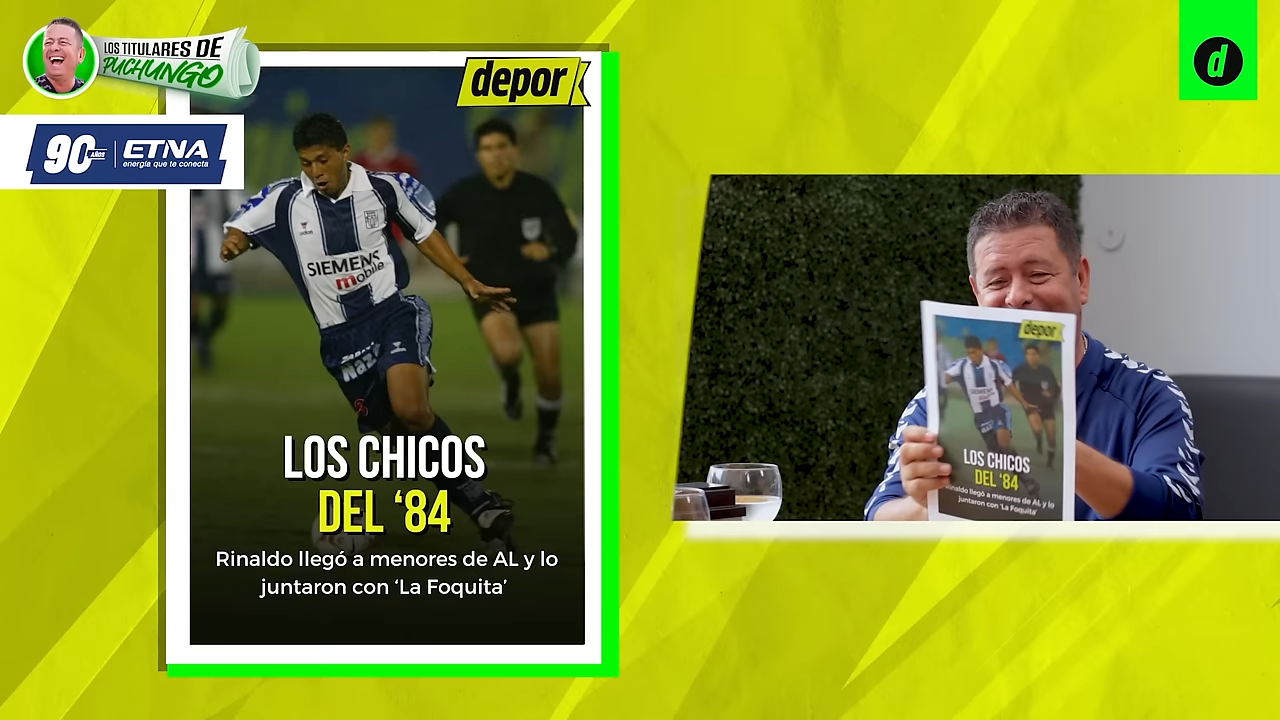 LOS TITULARES DE
PUCHUNGO
90 AÑOS
ETNA
energía que te conecta
depor
SIEMENS
mobile
LOS CHICOS
DEL ‘84
Rinaldo llegó a menores de AL y lo
juntaron con ‘La Foquita’
d
depor
LOS CHICOS
DEL ‘84
Rinaldo llegó a menores de AL y lo
juntaron con ‘La Foquita’